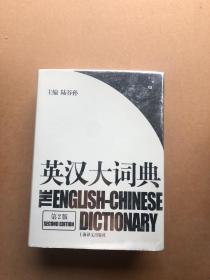 主编 陆谷孙
英汉大词典
THE ENGLISH-CHINESE
第2版
SECOND EDITION
DICTIONARY
上海译文出版社